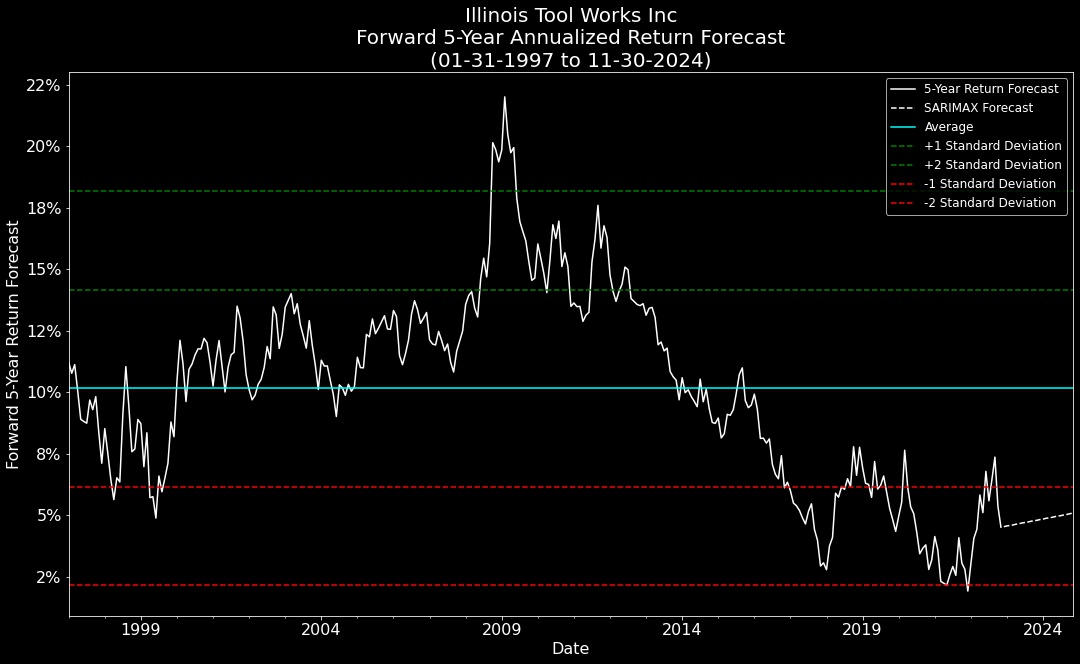 Illinois Tool Works Inc
Forward 5-Year Annualized Return Forecast
(01-31-1997 to 11-30-2024)
5-Year Return Forecast
SARIMAX Forecast
Average
+1 Standard Deviation
+2 Standard Deviation
-1 Standard Deviation
-2 Standard Deviation
Forward 5-Year Return Forecast
22%
20%
18%
15%
12%
10%
8%
5%
2%
1999 2004 2009 2014 2019 2024
Date